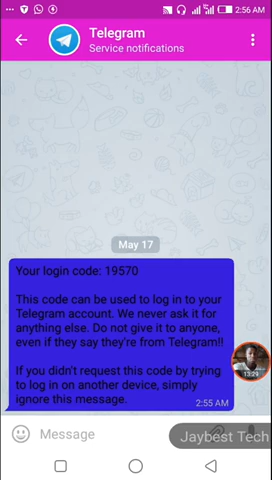 2:56 AM
Telegram
Service notifications
May 17
Your login code: 19570
This code can be used to log in to your
Telegram account. We never ask it for
anything else. Do not give it to anyone,
even if they say they're from Telegram!!
If you didn't request this code by trying
to log in on another device, simply
ignore this message.
2:55 AM
13:29
Message
Jaybest Tech